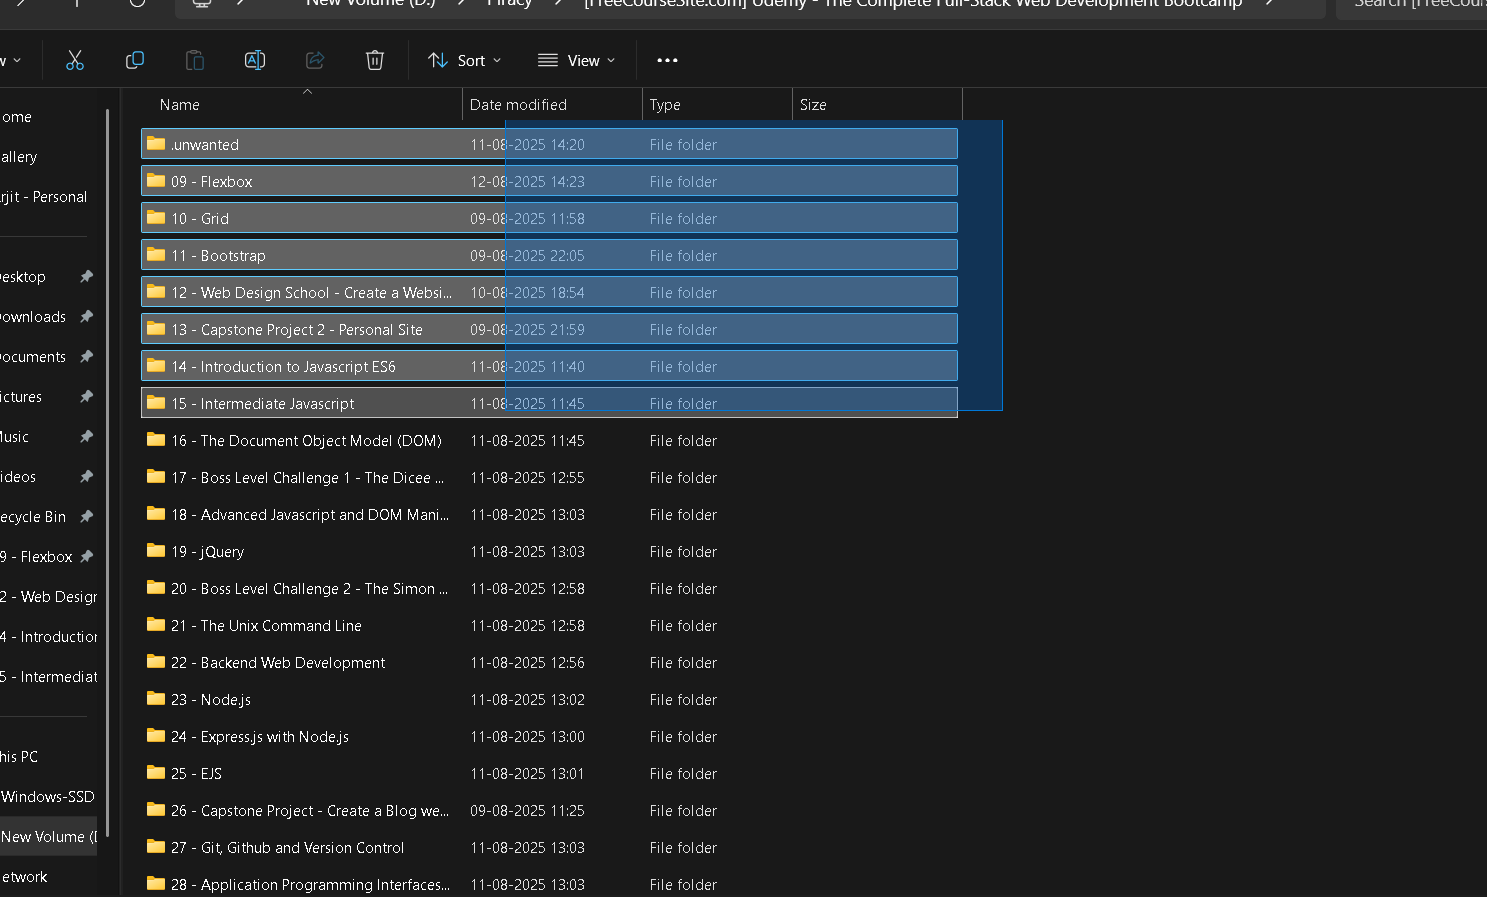 New Volume (D:) Piracy [FreeCourseSite.com] Udemy - The Complete Full-Stack Web Development Bootcamp Search [FreeCour
Sort View
Name Date modified Type Size
ome
allery
rjit - Personal
esktop
ownloads
ocuments
ictures
usic
ideos
ecycle Bin
9 - Flexbox
2 - Web Design
4 - Introduction
5 - Intermediat
his PC
Windows-SSD
New Volume (D
etwork
.unwanted 11-08-2025 14:20 File folder
09 - Flexbox 12-08-2025 14:23 File folder
10 - Grid 09-08-2025 11:58 File folder
11 - Bootstrap 09-08-2025 22:05 File folder
12 - Web Design School - Create a Websi... 10-08-2025 18:54 File folder
13 - Capstone Project 2 - Personal Site 09-08-2025 21:59 File folder
14 - Introduction to Javascript ES6 11-08-2025 11:40 File folder
15 - Intermediate Javascript 11-08-2025 11:45 File folder
16 - The Document Object Model (DOM) 11-08-2025 11:45 File folder
17 - Boss Level Challenge 1 - The Dicee ... 11-08-2025 12:55 File folder
18 - Advanced Javascript and DOM Mani... 11-08-2025 13:03 File folder
19 - jQuery 11-08-2025 13:03 File folder
20 - Boss Level Challenge 2 - The Simon ... 11-08-2025 12:58 File folder
21 - The Unix Command Line 11-08-2025 12:58 File folder
22 - Backend Web Development 11-08-2025 12:56 File folder
23 - Node.js 11-08-2025 13:02 File folder
24 - Express.js with Node.js 11-08-2025 13:00 File folder
25 - EJS 11-08-2025 13:01 File folder
26 - Capstone Project - Create a Blog we... 09-08-2025 11:25 File folder
27 - Git, Github and Version Control 11-08-2025 13:03 File folder
28 - Application Programming Interfaces... 11-08-2025 13:03 File folder